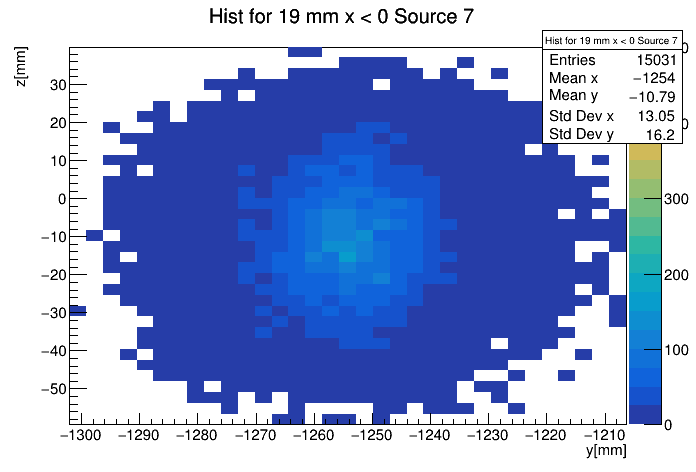 Hist for 19 mm x < 0 Source 7
Hist for 19 mm x < 0 Source 7
Entries 15031
Mean x −1254
Mean y −10.79
Std Dev x 13.05
Std Dev y 16.2
z[mm]
30
20
10
0
−10
−20
−30
−40
−50
−1300 −1290 −1280 −1270 −1260 −1250 −1240 −1230 −1220 −1210
y[mm]
300
200
100
0